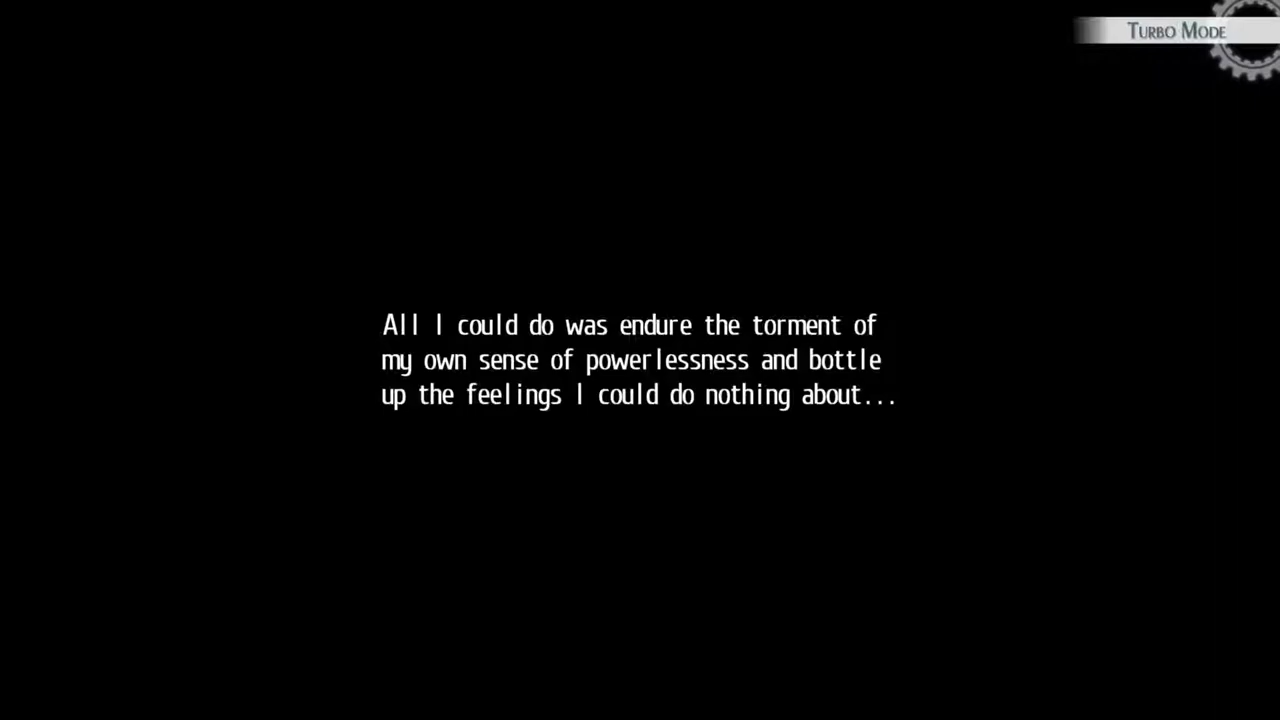 TURBO MODE
All I could do was endure the torment of
my own sense of powerlessness and bottle
up the feelings I could do nothing about...